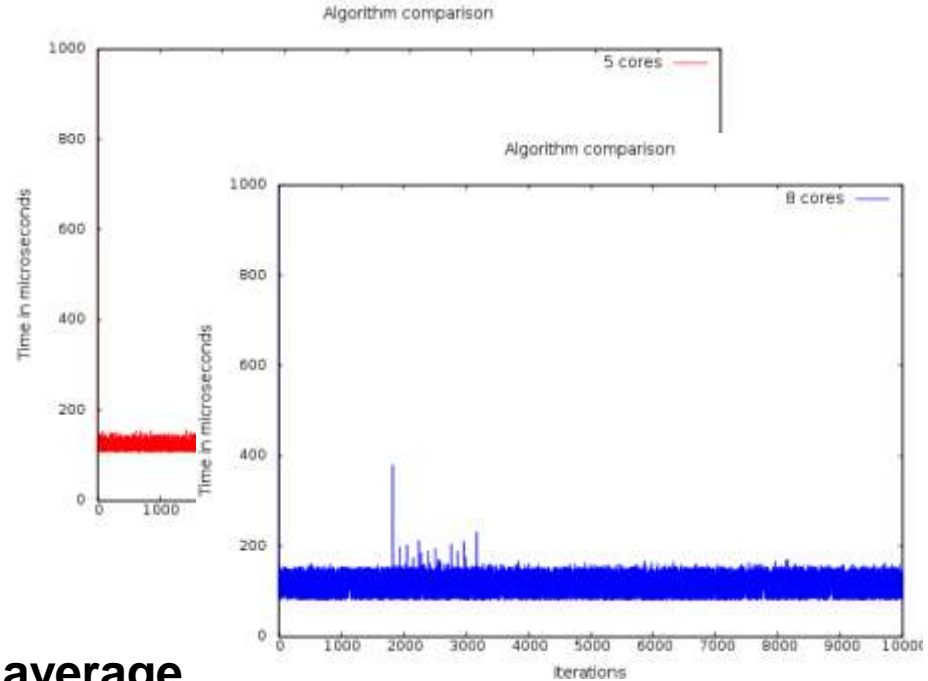 Algorithm comparison
1000
5 cores
800
600
400
200
0
Time in microseconds
0 1000
Algorithm comparison
1000
8 cores
800
600
400
200
0
Time in microseconds
0 1000 2000 3000 4000 5000 6000 7000 8000 9000 10000
Iterations
average